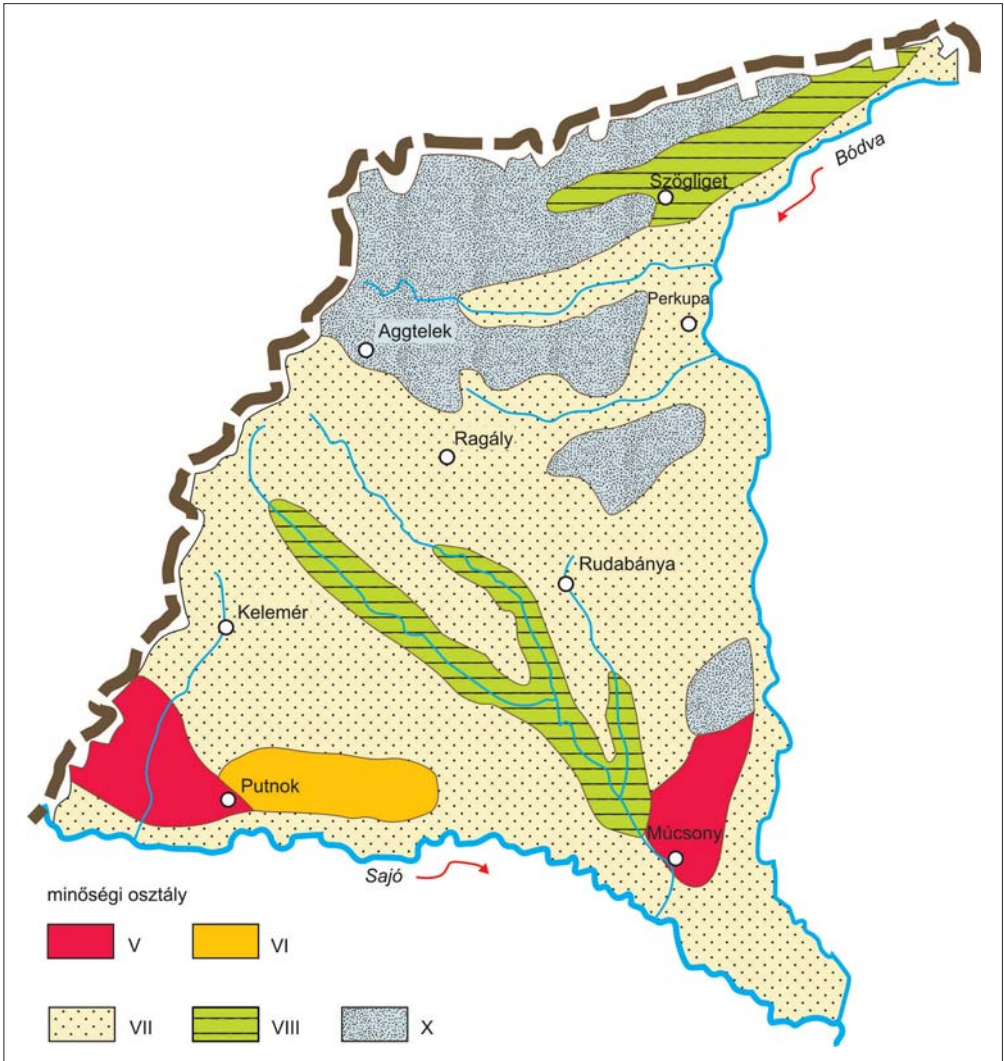 Bódva
Szögliget
Perkupa
Aggtelek
Ragály
Rudabánya
Kelemér
Putnok
Múcsony
Sajó
minőségi osztály
V
VI
VII
VIII
X